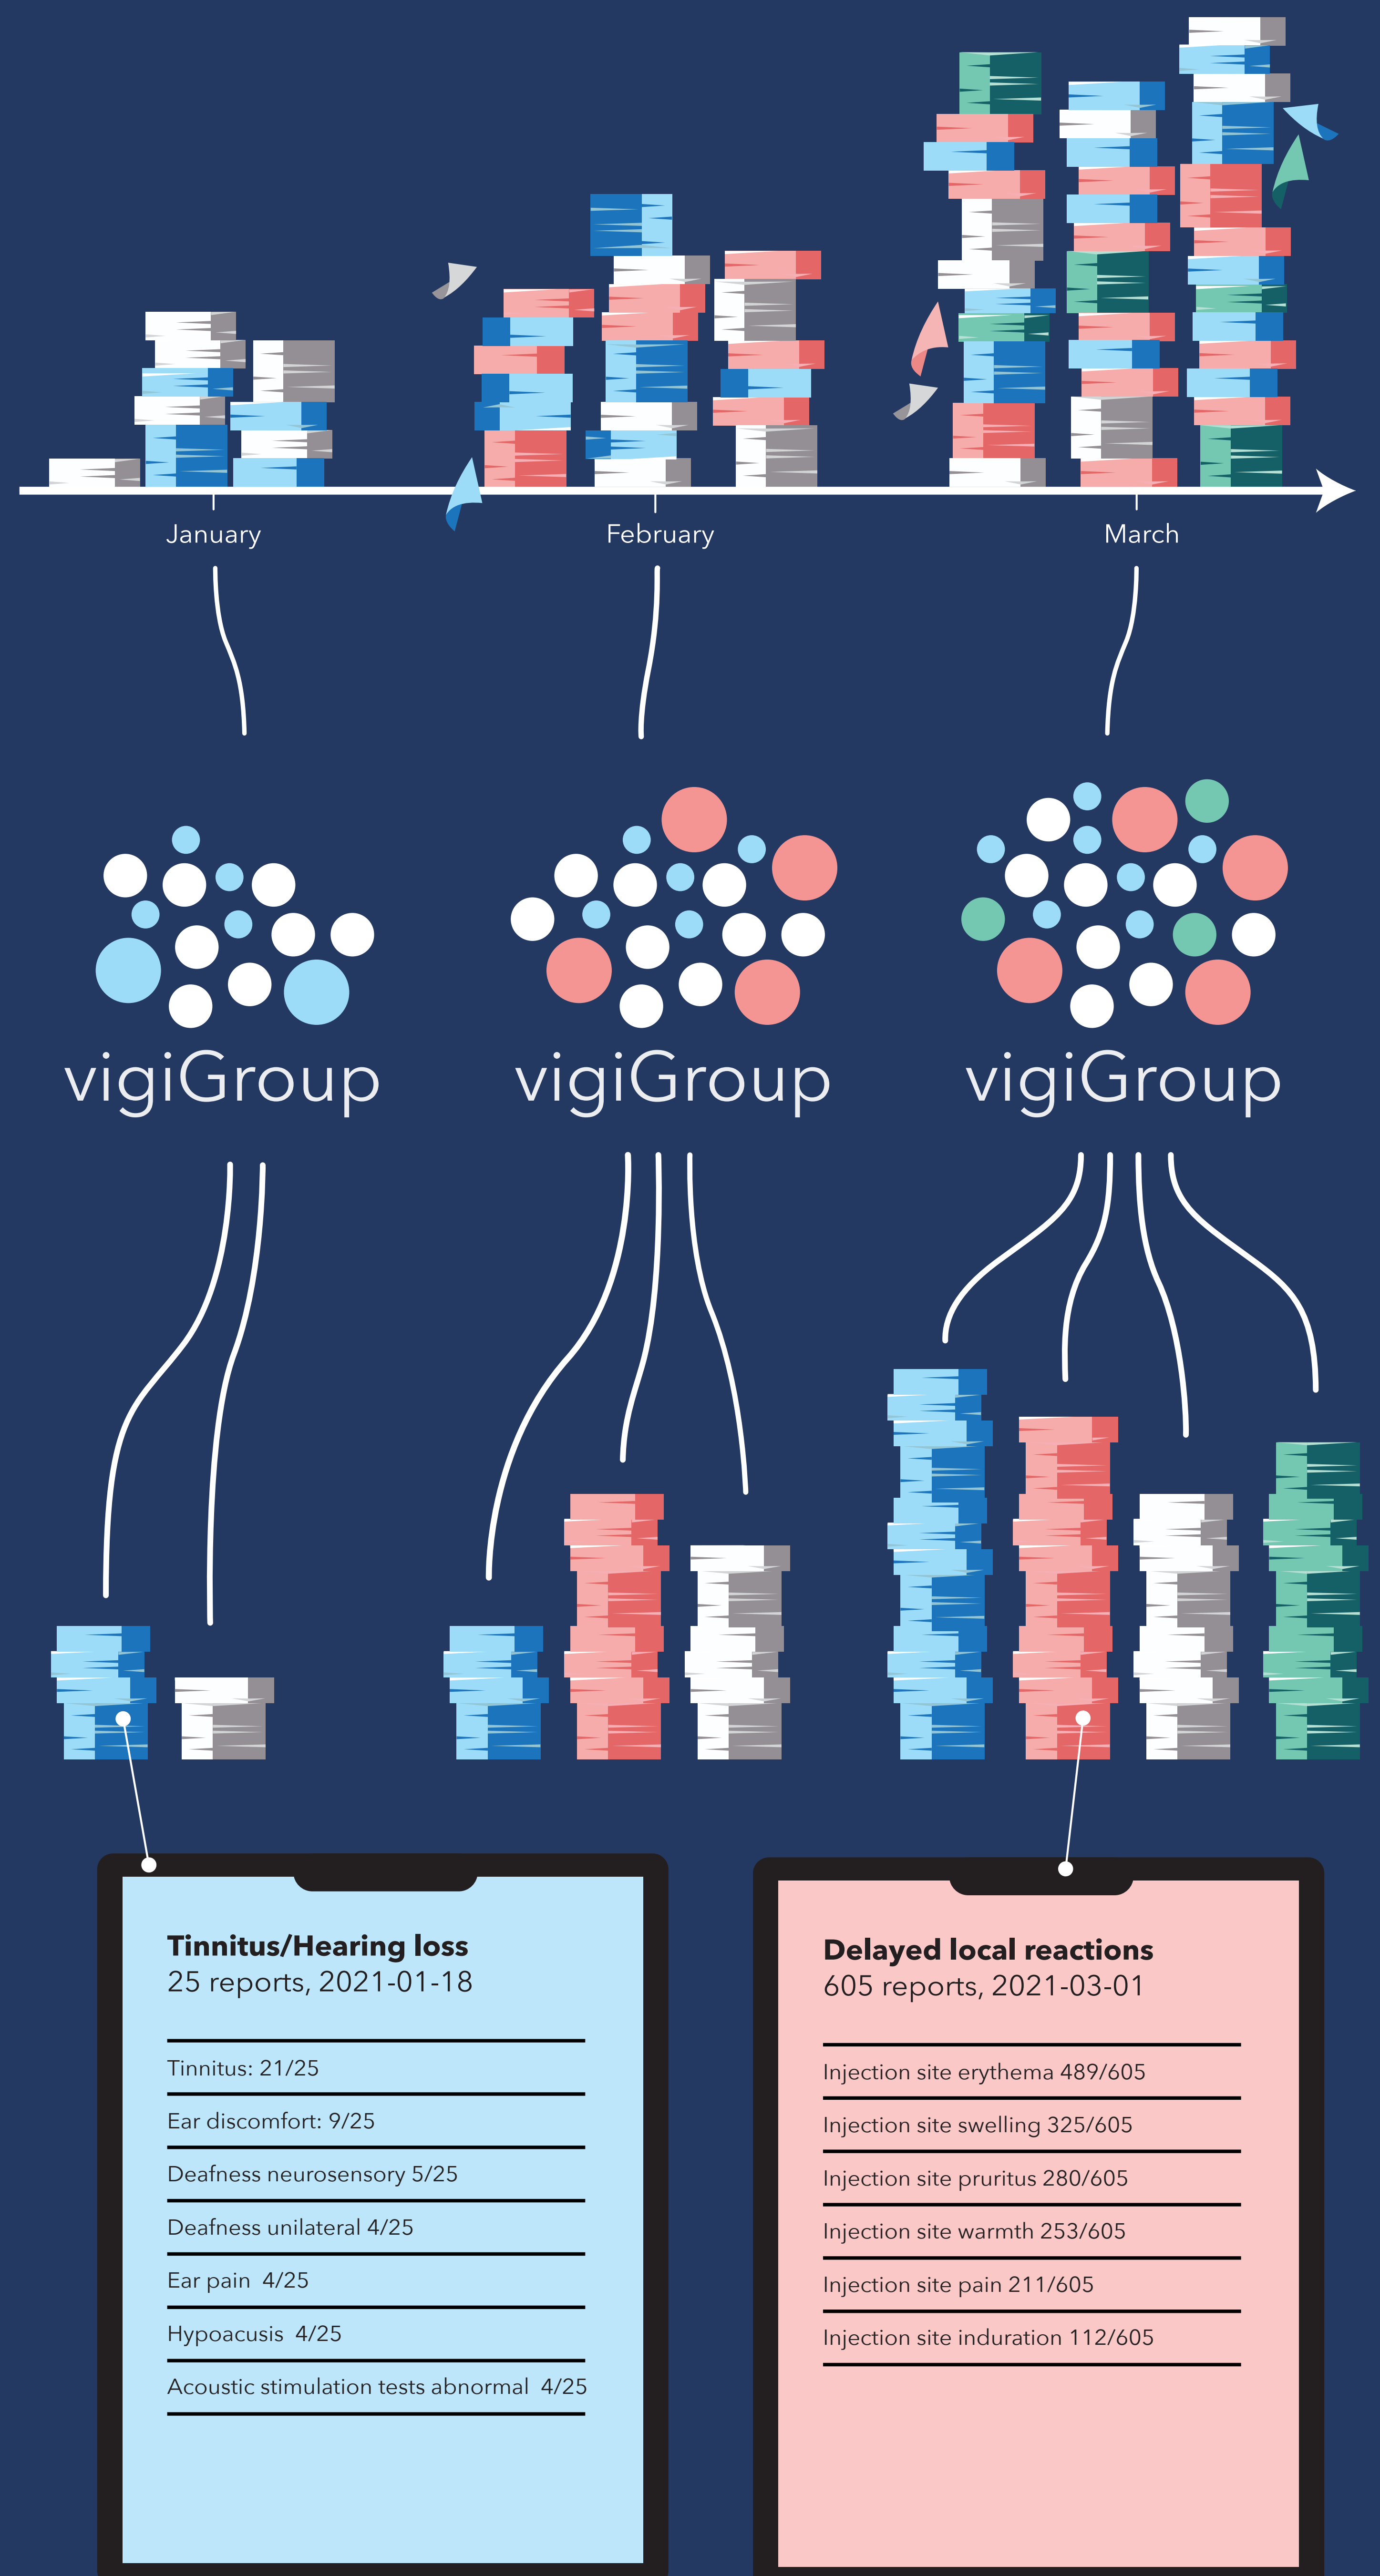 January
February
March
vigiGroup
vigiGroup
vigiGroup
Tinnitus/Hearing loss
25 reports, 2021-01-18
Tinnitus: 21/25
Ear discomfort: 9/25
Deafness neurosensory 5/25
Deafness unilateral 4/25
Ear pain 4/25
Hypoacusis 4/25
Acoustic stimulation tests abnormal 4/25
Delayed local reactions
605 reports, 2021-03-01
Injection site erythema 489/605
Injection site swelling 325/605
Injection site pruritus 280/605
Injection site warmth 253/605
Injection site pain 211/605
Injection site induration 112/605